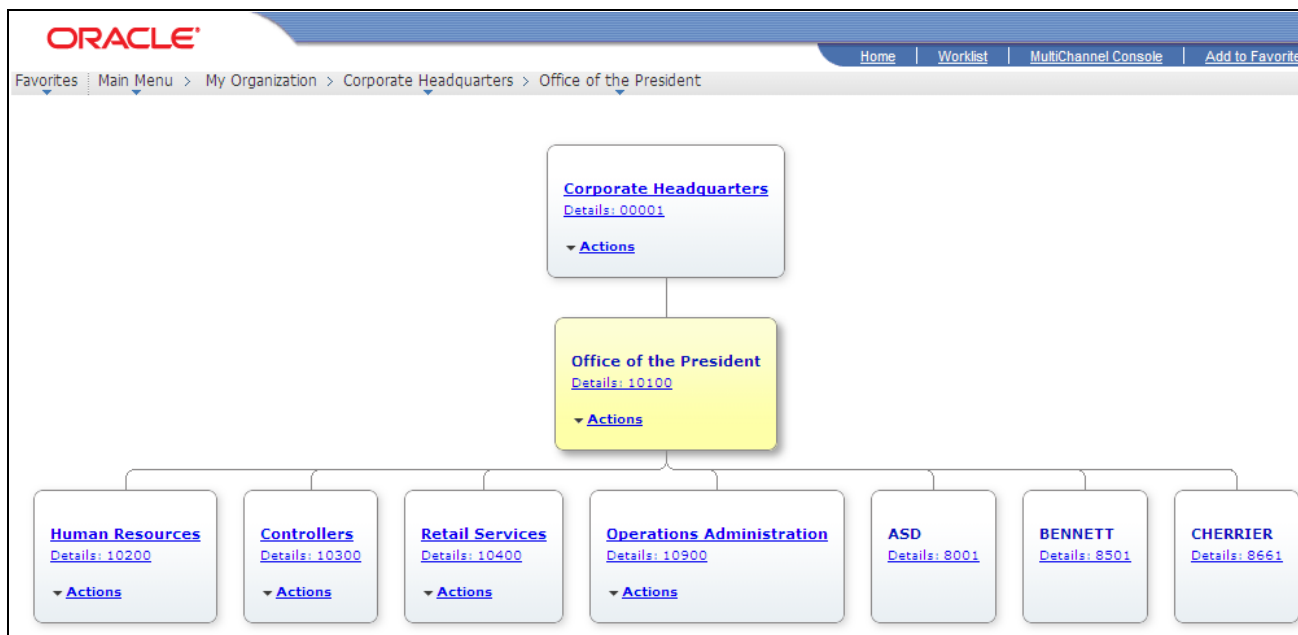 ORACLE
Home | Worklist | MultiChannel Console | Add to Favorite
Favorites Main Menu > My Organization > Corporate Headquarters > Office of the President
Corporate Headquarters
Details: 00001
Actions
Office of the President
Details: 10100
Actions
Human Resources
Details: 10200
Actions
Controllers
Details: 10300
Actions
Retail Services
Details: 10400
Actions
Operations Administration
Details: 10900
Actions
ASD
Details: 8001
BENNETT
Details: 8501
CHERRIER
Details: 8661